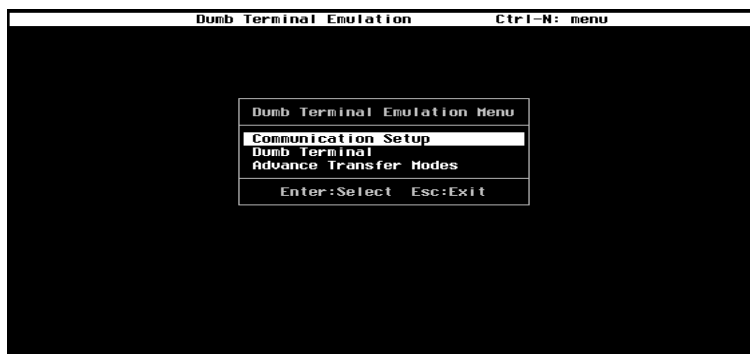 Dumb Terminal Emulation Ctrl-N: menu
Dumb Terminal Emulation Menu
Communication Setup
Dumb Terminal
Advance Transfer Modes
Enter:Select Esc:Exit